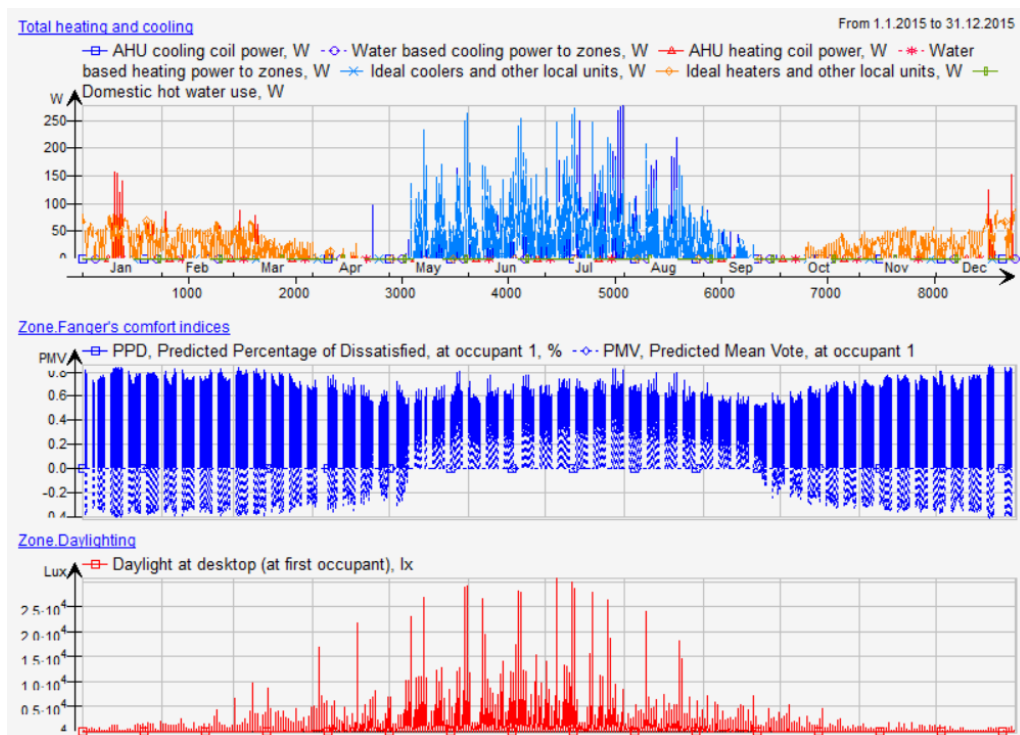 Total heating and cooling
From 1.1.2015 to 31.12.2015
AHU cooling coil power, W Water based cooling power to zones, W AHU heating coil power, W Water
based heating power to zones, W Ideal coolers and other local units, W Ideal heaters and other local units, W
Domestic hot water use, W
W
250
200
150
100
50
Jan Feb Mar Apr May Jun Jul Aug Sep Oct Nov Dec
1000 2000 3000 4000 5000 6000 7000 8000
Zone.Fanger's comfort indices
PPD, Predicted Percentage of Dissatisfied, at occupant 1, % PMV, Predicted Mean Vote, at occupant 1
PMV
0.6
0.4
0.2
0.0
-0.2
Zone.Daylighting
Daylight at desktop (at first occupant), lx
Lux
2.5·10⁴
2.0·10⁴
1.5·10⁴
1.0·10⁴
0.5·10⁴